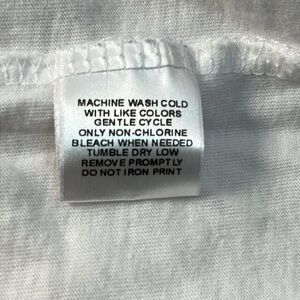 MACHINE WASH COLD
WITH LIKE COLORS
GENTLE CYCLE
ONLY NON-CHLORINE
BLEACH WHEN NEEDED
TUMBLE DRY LOW
REMOVE PROMPTLY
DO NOT IRON PRINT